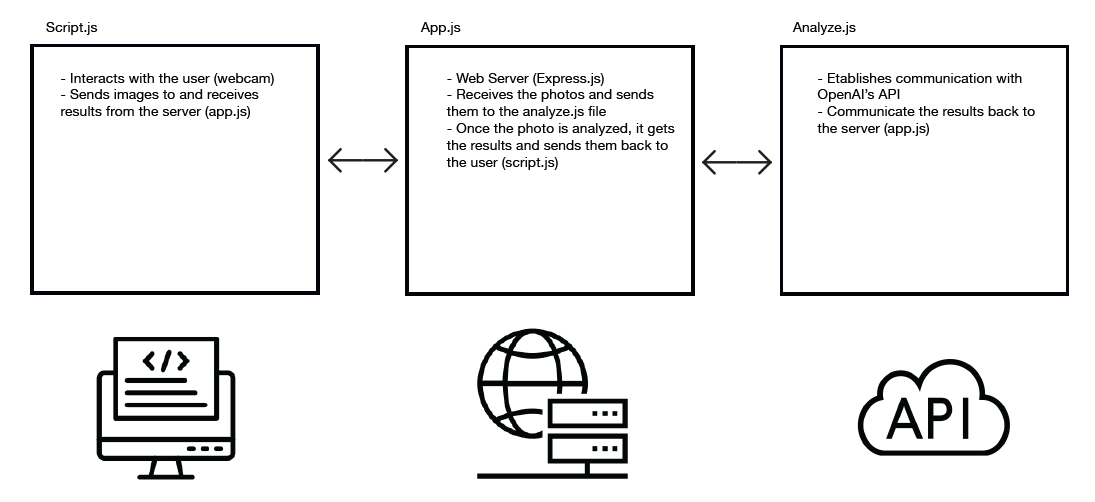 Script.js
- Interacts with the user (webcam)
- Sends images to and receives
results from the server (app.js)
App.js
- Web Server (Express.js)
- Receives the photos and sends
them to the analyze.js file
- Once the photo is analyzed, it gets
the results and sends them back to
the user (script.js)
Analyze.js
- Etablishes communication with
OpenAI's API
- Communicate the results back to
the server (app.js)
</>
API